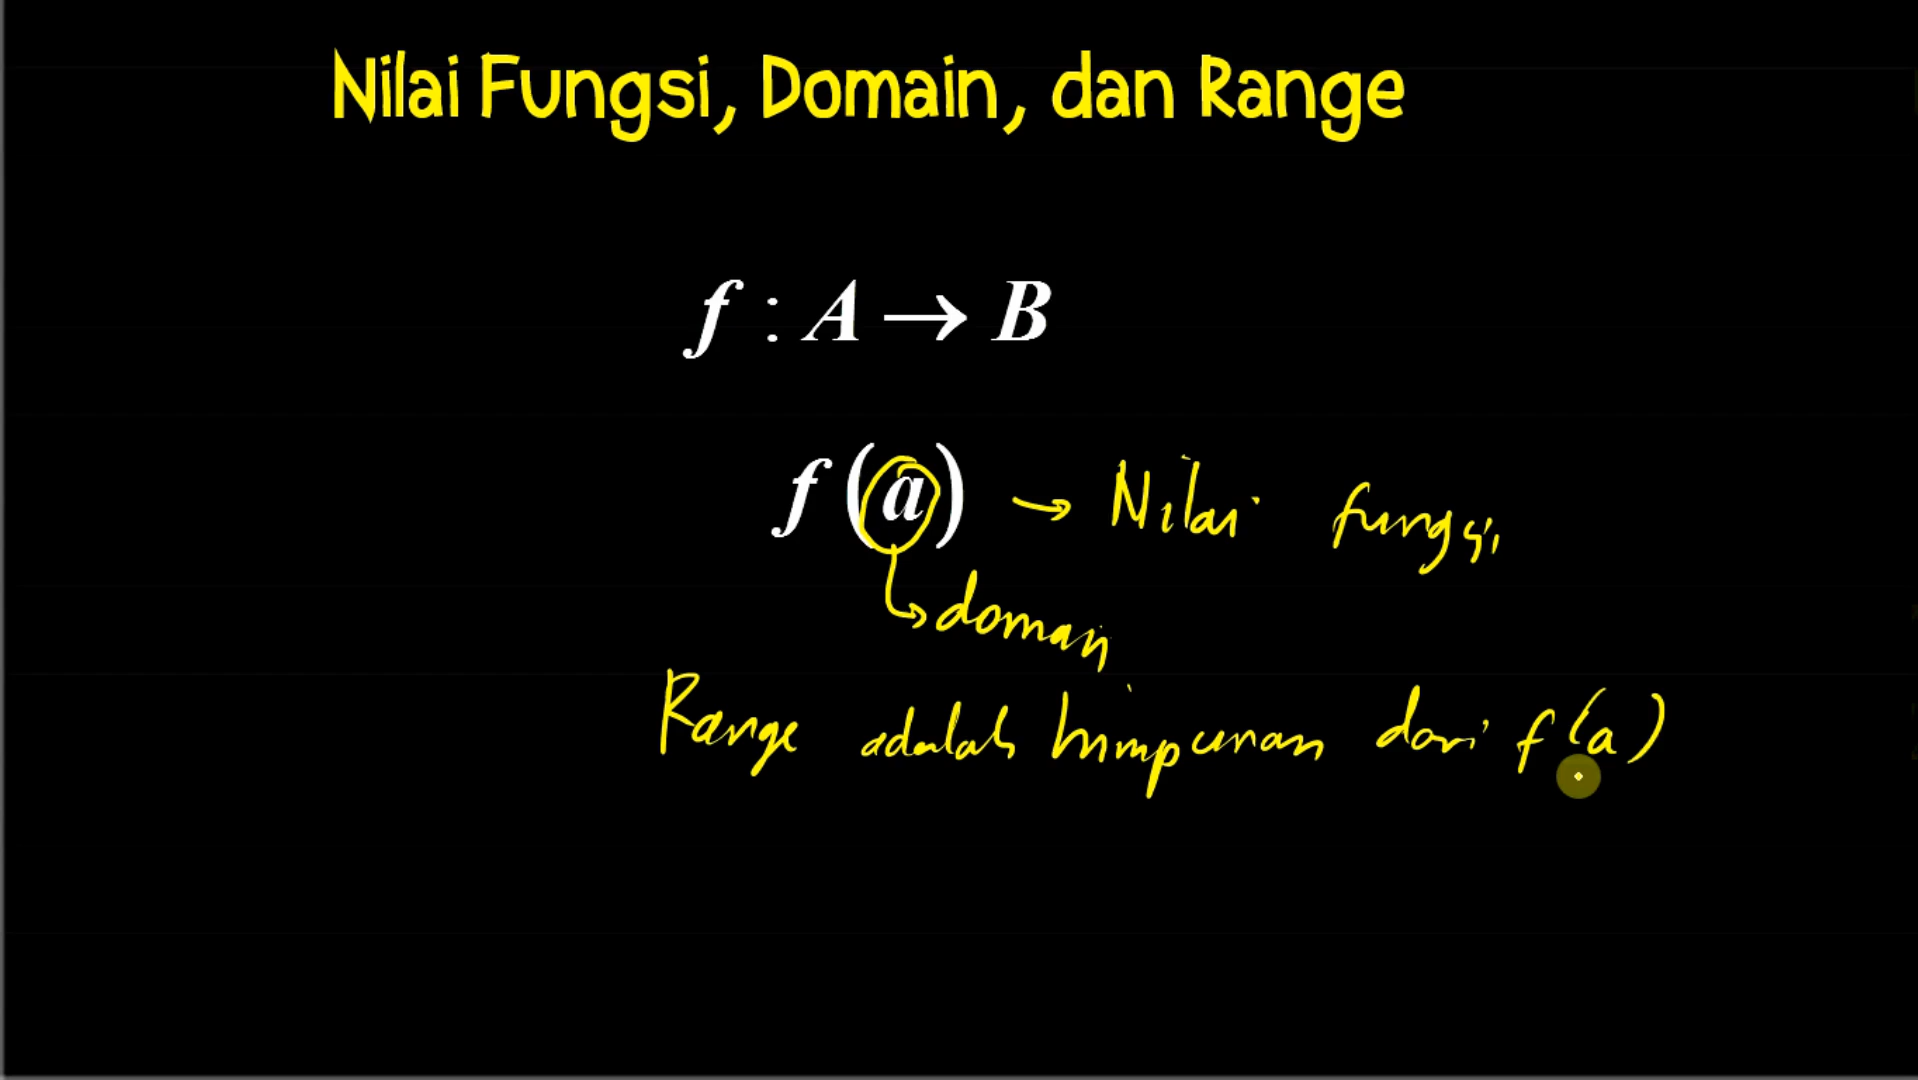 Nilai Fungsi, Domain, dan Range
f : A → B
f(a) → Nilai fungsi
domain
Range adalah himpunan dari f(a)